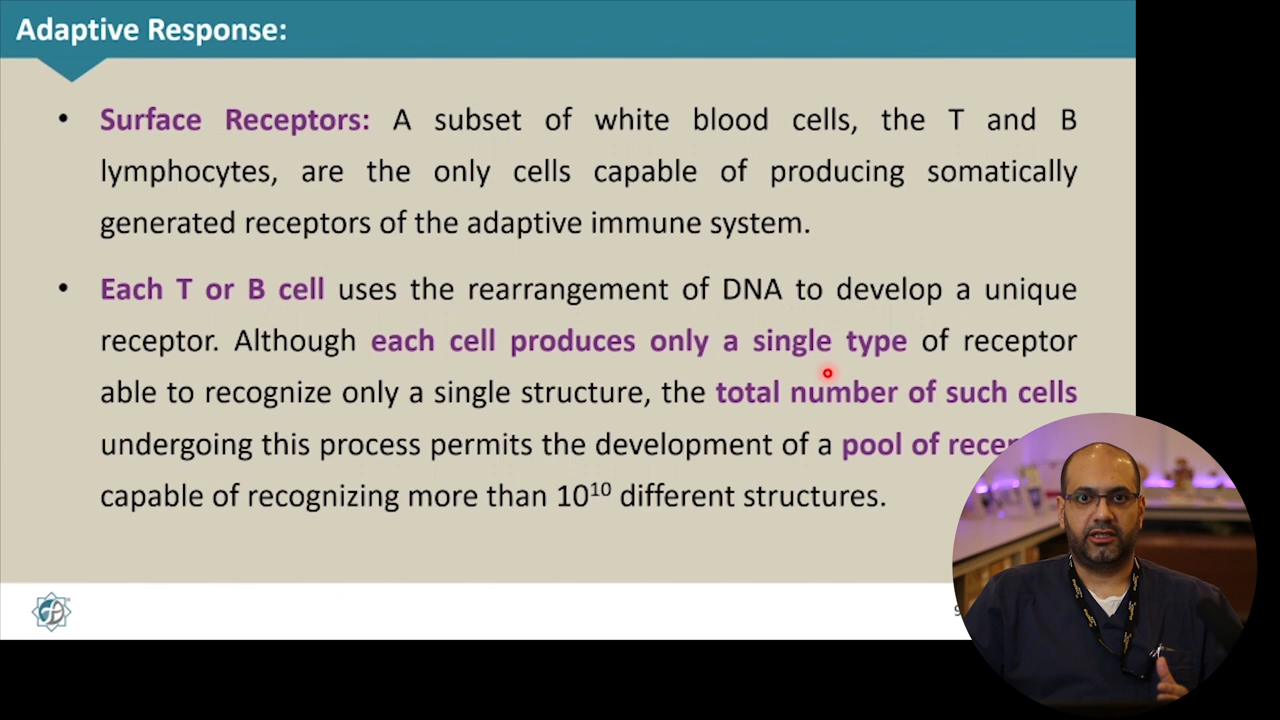 Adaptive Response:
• Surface Receptors: A subset of white blood cells, the T and B
lymphocytes, are the only cells capable of producing somatically
generated receptors of the adaptive immune system.
• Each T or B cell uses the rearrangement of DNA to develop a unique
receptor. Although each cell produces only a single type of receptor
able to recognize only a single structure, the total number of such cells
undergoing this process permits the development of a pool of
capable of recognizing more than 10¹⁰ different structures.